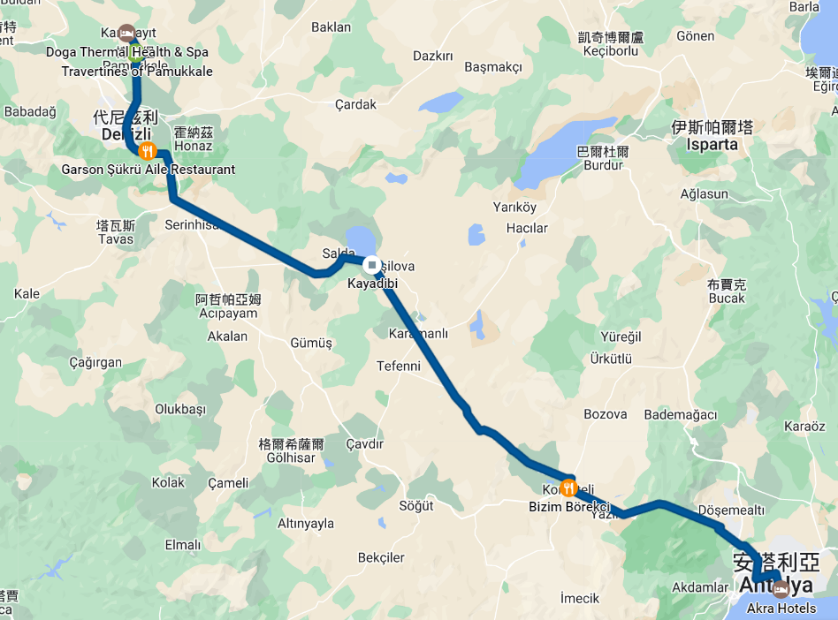 Baklan
Barla
凱奇博爾盧
Keçiborlu
Gönen
Doga Thermal Health & Spa
Pamukkale
Travertines of Pamukkale
Dazkırı
Başmakçı
Babadağ
代尼茲利
Denizli
Çardak
霍納茲
Honaz
伊斯帕爾塔
Isparta
巴爾杜爾
Burdur
Garson Şükrü Aile Restaurant
Ağlasun
Yarıköy
Hacılar
塔瓦斯
Tavas
Serinhisa
Salda
şilova
Kayadibi
Kale
阿哲帕亞姆
Acıpayam
布賈克
Bucak
Akalan
Gümüş
Karamanlı
Tefenni
Yüreğil
Ürkütlü
Çağırgan
Olukbaşı
Bozova
Bademağacı
Karaöz
格爾希薩爾
Gölhisar
Çavdır
Kolak
Çameli
Söğüt
Altınyayla
Bizim Börekçi
Yazır
Döşemealtı
Elmalı
Bekçiler
安塔利亞
Antalya
Akdamlar
İmecik
Akra Hotels